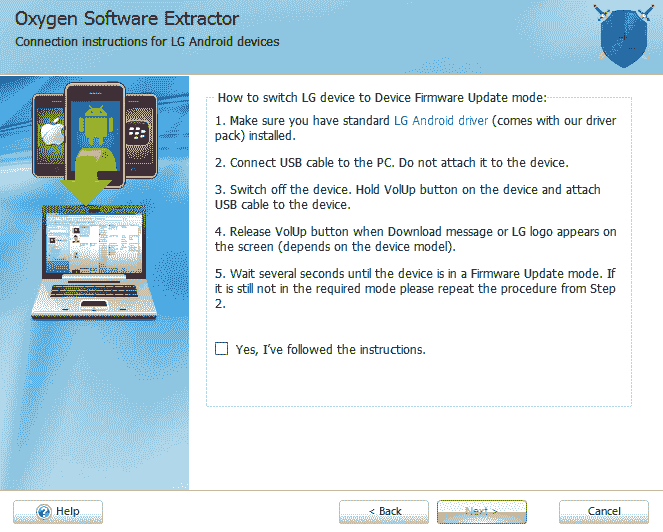 Oxygen Software Extractor
Connection instructions for LG Android devices
How to switch LG device to Device Firmware Update mode:
1. Make sure you have standard LG Android driver (comes with our driver
pack) installed.
2. Connect USB cable to the PC. Do not attach it to the device.
3. Switch off the device. Hold VolUp button on the device and attach
USB cable to the device.
4. Release VolUp button when Download message or LG logo appears on
the screen (depends on the device model).
5. Wait several seconds until the device is in a Firmware Update mode. If
it is still not in the required mode please repeat the procedure from Step
2.
Yes, I've followed the instructions.
Help
< Back
Next >
Cancel